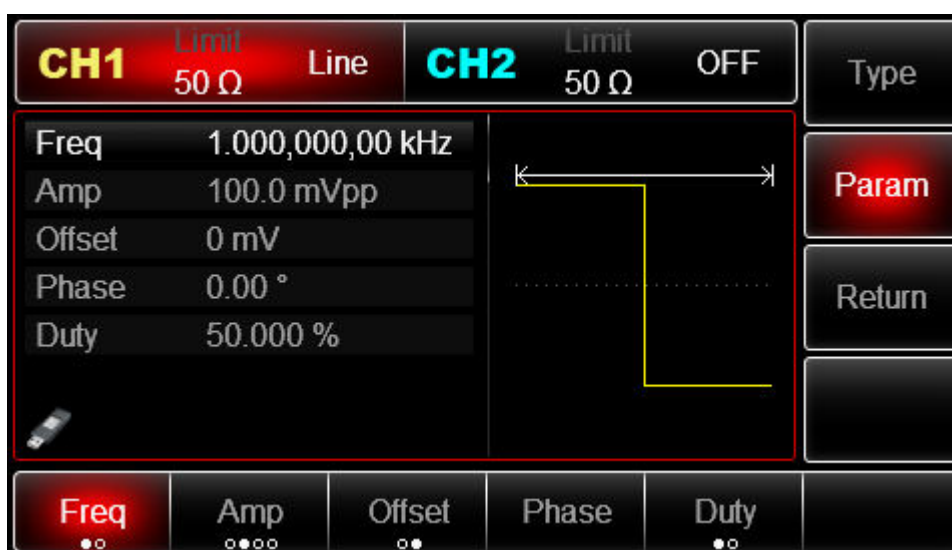 CH1 Limit 50 Ω Line
CH2 Limit 50 Ω OFF
Type
Freq 1.000,000,00 kHz
Amp 100.0 mVpp
Offset 0 mV
Phase 0.00 °
Duty 50.000 %
Param
Return
Freq Amp Offset Phase Duty